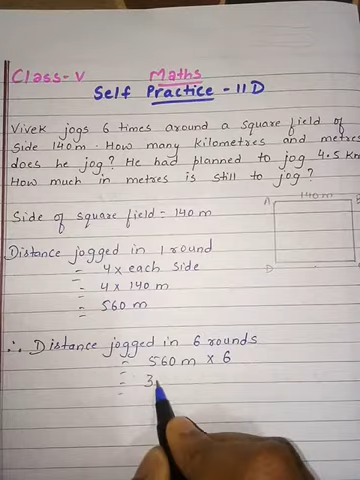 Class-V Maths
Self Practice - 11D
Vivek jogs 6 times around a square field of
side 140m. How many kilometres and metres
does he jog? He had planned to jog 4.5 Km
How much in metres is still to jog?
140m
A B
Side of square field = 140 m
Distance jogged in 1 round
= 4 x each side
D
= 4 x 140 m
= 560 m
∴ Distance jogged in 6 rounds
= 560 m x 6
= 3
=